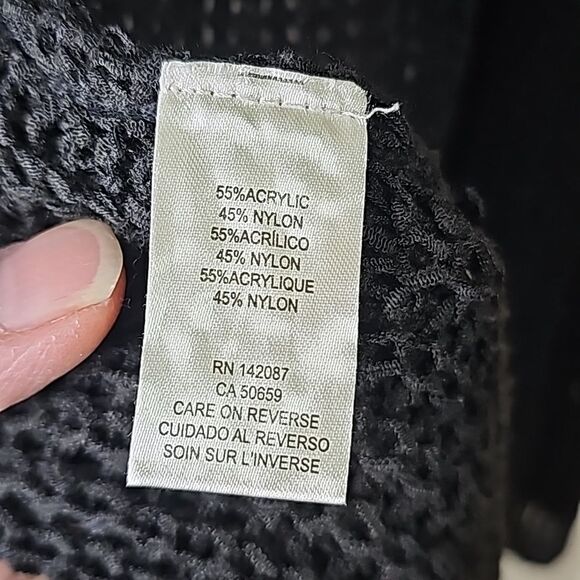 55%ACRYLIC
45% NYLON
55%ACRÍLICO
45% NYLON
55%ACRYLIQUE
45% NYLON
RN 142087
CA 50659
CARE ON REVERSE
CUIDADO AL REVERSO
SOIN SUR L'INVERSE